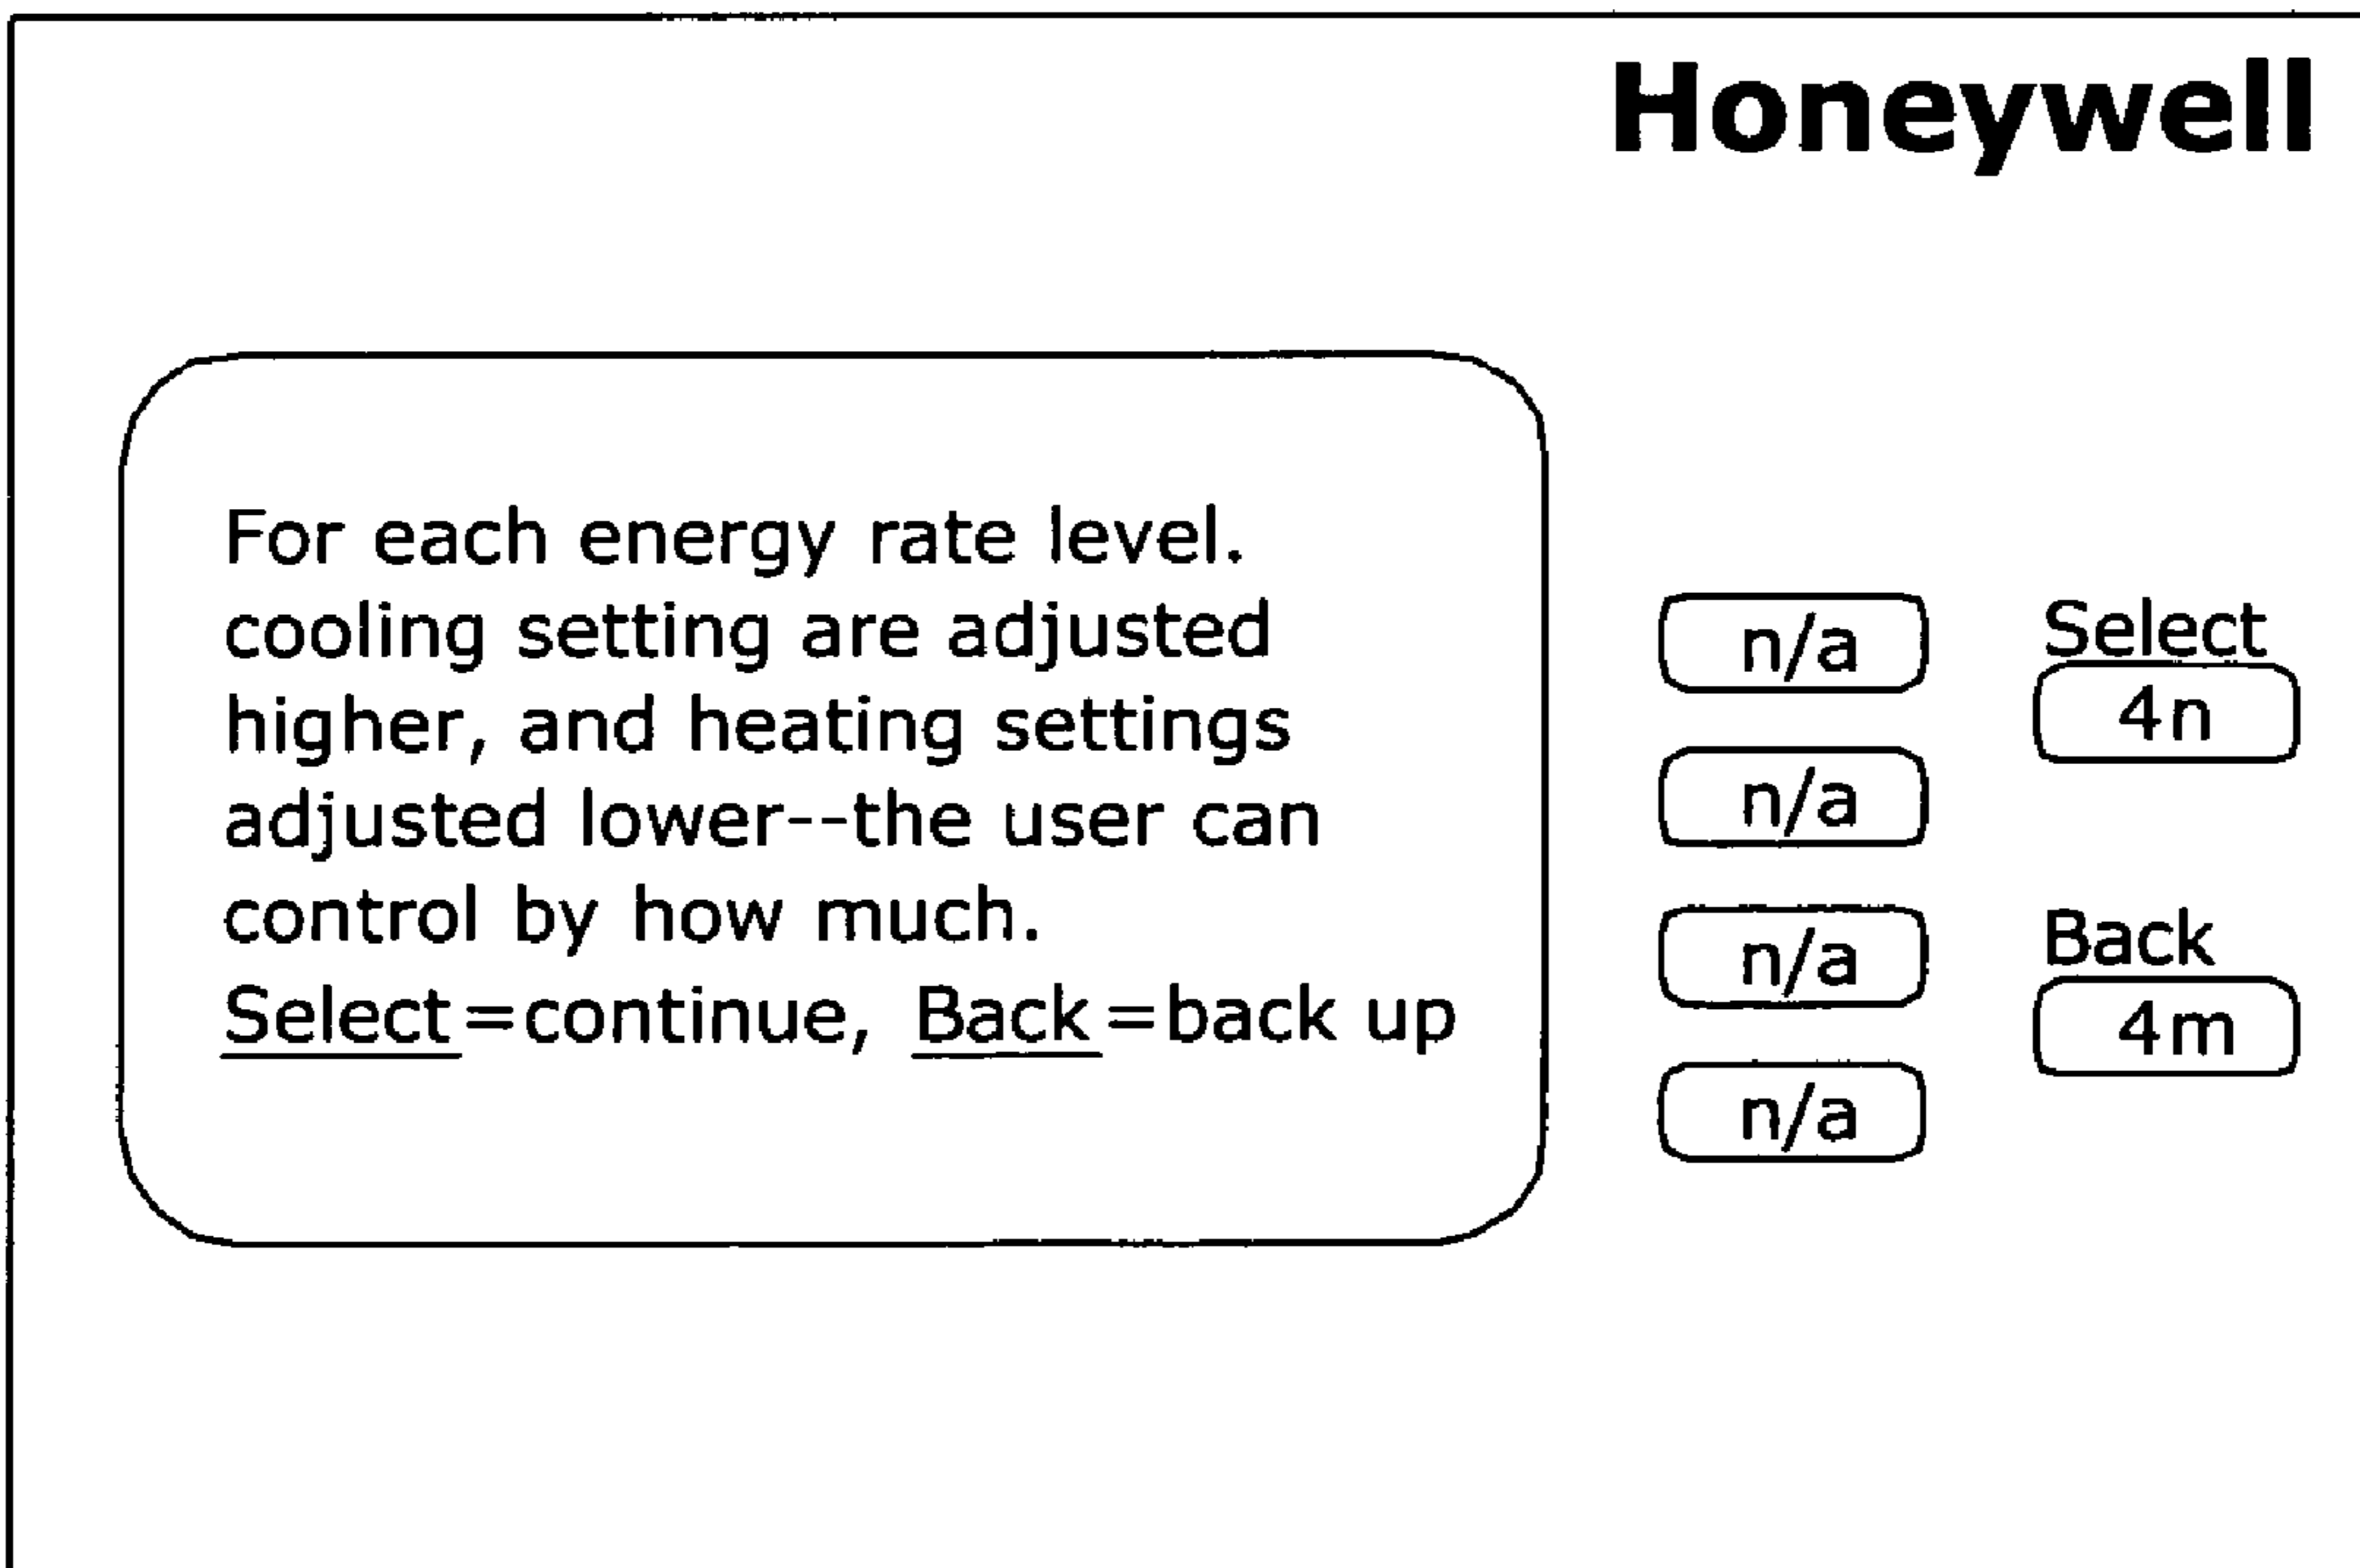 Honeywell
For each energy rate level.
cooling setting are adjusted
higher, and heating settings
adjusted lower--the user can
control by how much.
Select=continue, Back=back up
n/a
n/a
n/a
n/a
Select
4n
Back
4m